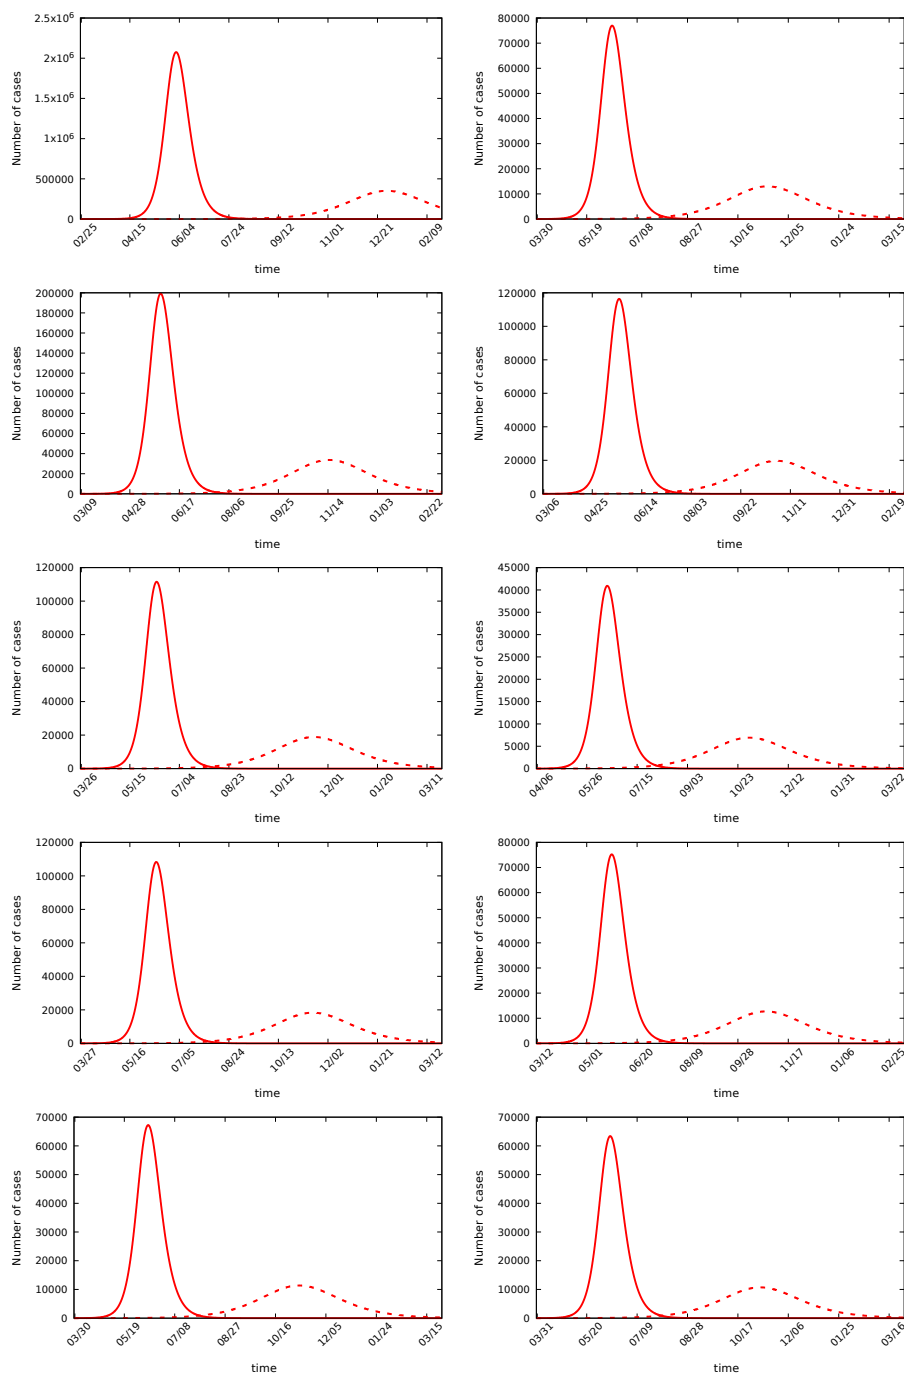 2.5x10⁶
2x10⁶
1.5x10⁶
1x10⁶
500000
0
Number of cases
02/25 04/15 06/04 07/24 09/12 11/01 12/21 02/09
time
80000
70000
60000
50000
40000
30000
20000
10000
0
Number of cases
03/30 05/19 07/08 08/27 10/16 12/05 01/24 03/15
time
200000
180000
160000
140000
120000
100000
80000
60000
40000
20000
0
Number of cases
03/09 04/28 06/17 08/06 09/25 11/14 01/03 02/22
time
120000
100000
80000
60000
40000
20000
0
Number of cases
03/06 04/25 06/14 08/03 09/22 11/11 12/31 02/19
time
120000
100000
80000
60000
40000
20000
0
Number of cases
03/26 05/15 07/04 08/23 10/12 12/01 01/20 03/11
time
45000
40000
35000
30000
25000
20000
15000
10000
5000
0
Number of cases
04/06 05/26 07/15 09/03 10/23 12/12 01/31 03/22
time
120000
100000
80000
60000
40000
20000
0
Number of cases
03/27 05/16 07/05 08/24 10/13 12/02 01/21 03/12
time
80000
70000
60000
50000
40000
30000
20000
10000
0
Number of cases
03/12 05/01 06/20 08/09 09/28 11/17 01/06 02/25
time
70000
60000
50000
40000
30000
20000
10000
0
Number of cases
03/30 05/19 07/08 08/27 10/16 12/05 01/24 03/15
time
70000
60000
50000
40000
30000
20000
10000
0
Number of cases
03/31 05/20 07/09 08/28 10/17 12/06 01/25 03/16
time